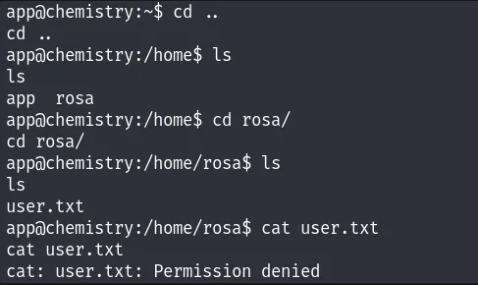 app@chemistry:~$ cd ..
cd ..
app@chemistry:/home$ ls
ls
app  rosa
app@chemistry:/home$ cd rosa/
cd rosa/
app@chemistry:/home/rosa$ ls
ls
user.txt
app@chemistry:/home/rosa$ cat user.txt
cat user.txt
cat: user.txt: Permission denied